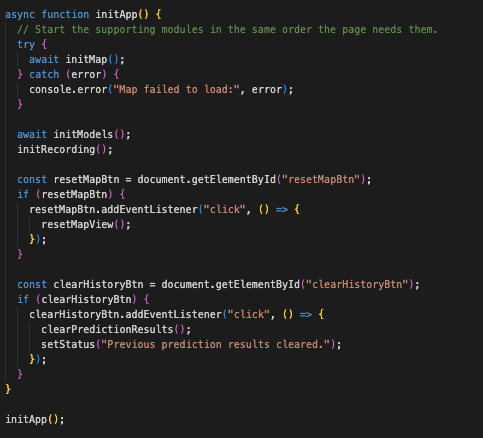 async function initApp() {
  // Start the supporting modules in the same order the page needs them.
  try {
    await initMap();
  } catch (error) {
    console.error("Map failed to load:", error);
  }

  await initModels();
  initRecording();

  const resetMapBtn = document.getElementById("resetMapBtn");
  if (resetMapBtn) {
    resetMapBtn.addEventListener("click", () => {
      resetMapView();
    });
  }

  const clearHistoryBtn = document.getElementById("clearHistoryBtn");
  if (clearHistoryBtn) {
    clearHistoryBtn.addEventListener("click", () => {
      clearPredictionResults();
      setStatus("Previous prediction results cleared.");
    });
  }
}

initApp();